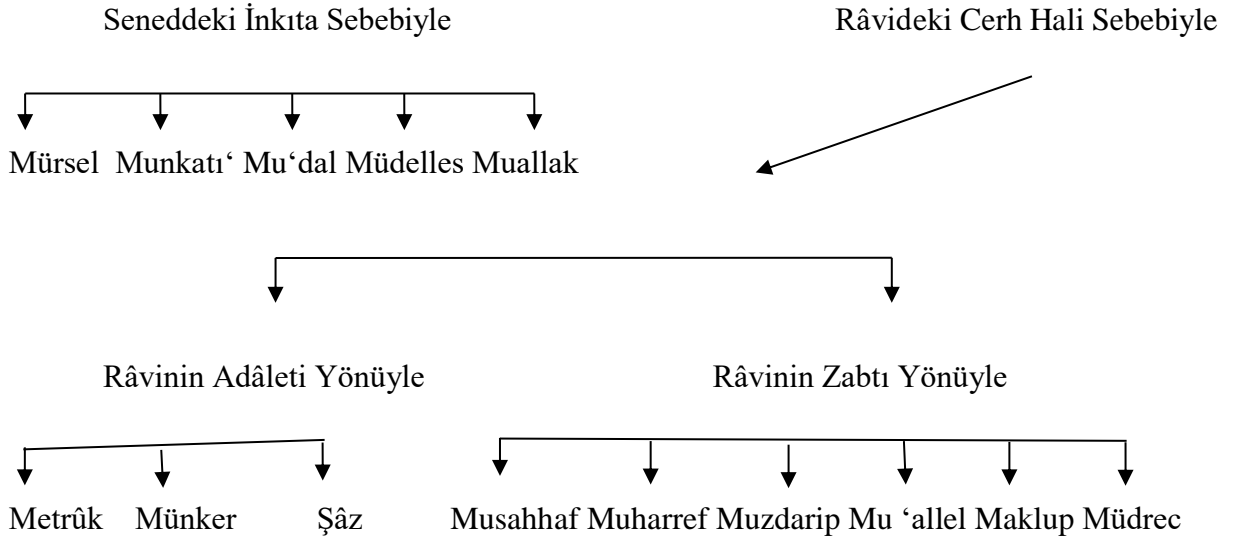 Seneddeki İnkıta Sebebiyle Râvideki Cerh Hali Sebebiyle
Mürsel Munkatı‘ Mu‘dal Müdelles Muallak
Râvinin Adâleti Yönüyle Râvinin Zabtı Yönüyle
Metrûk Münker Şâz Musahhaf Muharref Muzdarip Mu ‘allel Maklup Müdrec